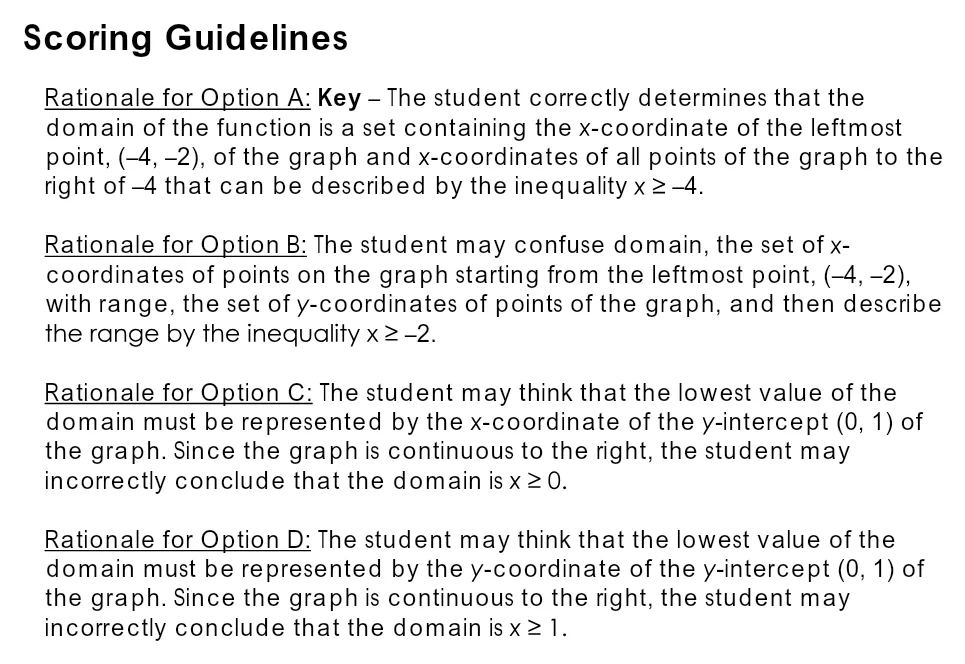 Scoring Guidelines
Rationale for Option A: Key – The student correctly determines that the
domain of the function is a set containing the x-coordinate of the leftmost
point, (–4, –2), of the graph and x-coordinates of all points of the graph to the
right of –4 that can be described by the inequality x ≥ –4.
Rationale for Option B: The student may confuse domain, the set of x-
coordinates of points on the graph starting from the leftmost point, (–4, –2),
with range, the set of y-coordinates of points of the graph, and then describe
the range by the inequality x ≥ –2.
Rationale for Option C: The student may think that the lowest value of the
domain must be represented by the x-coordinate of the y-intercept (0, 1) of
the graph. Since the graph is continuous to the right, the student may
incorrectly conclude that the domain is x ≥ 0.
Rationale for Option D: The student may think that the lowest value of the
domain must be represented by the y-coordinate of the y-intercept (0, 1) of
the graph. Since the graph is continuous to the right, the student may
incorrectly conclude that the domain is x ≥ 1.